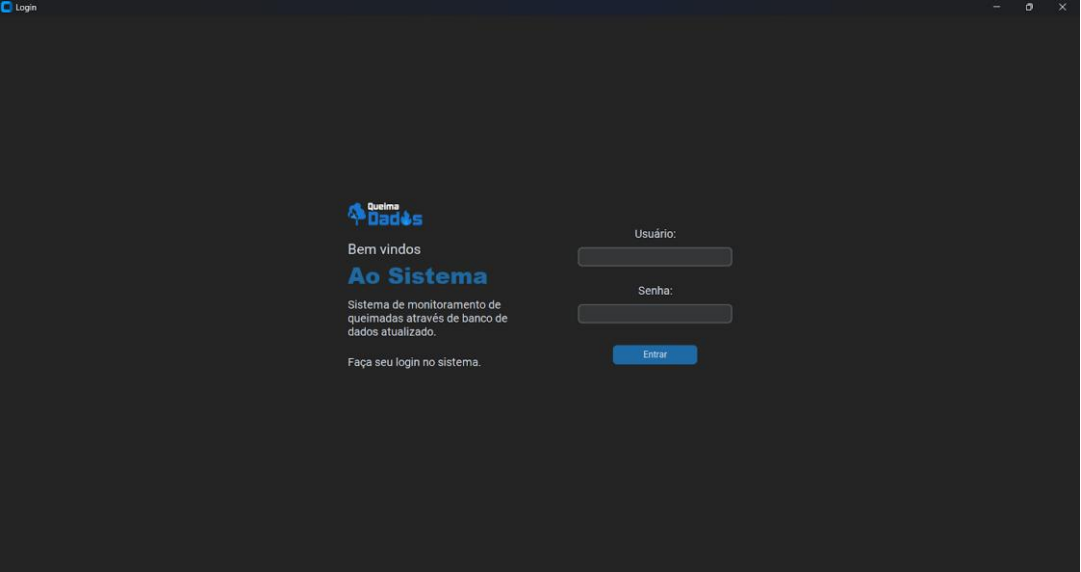 Login
Queima
Dados
Bem vindos
Ao Sistema
Sistema de monitoramento de
queimadas através de banco de
dados atualizado.
Faça seu login no sistema.
Usuário:
Senha:
Entrar